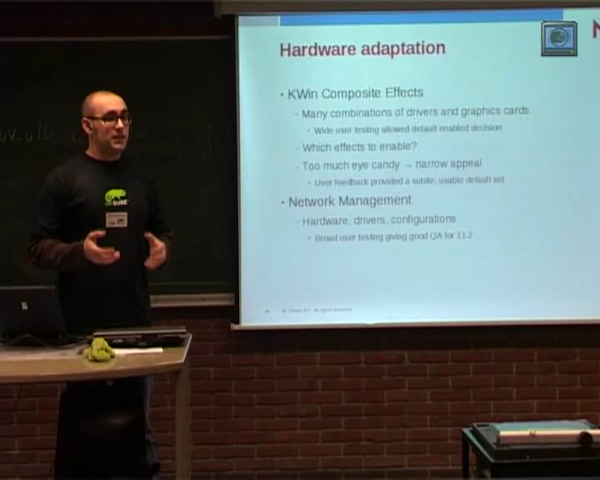 Hardware adaptation
N
• KWin Composite Effects
– Many combinations of drivers and graphics cards
• Wide user testing allowed default enabled decision
– Which effects to enable?
– Too much eye candy → narrow appeal
• User feedback provided a subtle, usable default set
• Network Management
– Hardware, drivers, configurations
• Broad user testing giving good QA for 11.2
SUSE